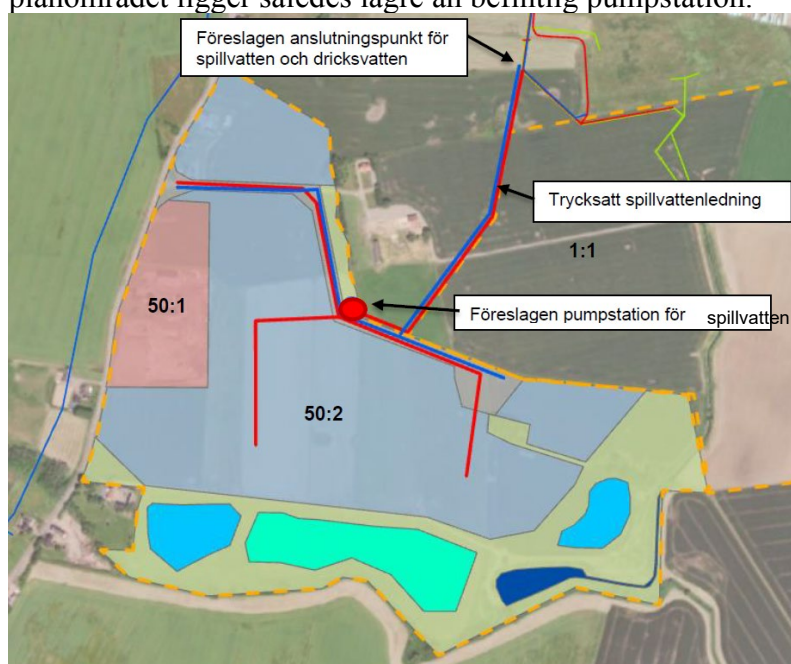 planområdet ligger således lägre än befintlig pumpstation.
Föreslagen anslutningspunkt för
spillvatten och dricksvatten
Trycksatt spillvattenledning
1:1
50:1
Föreslagen pumpstation för spillvatten
50:2